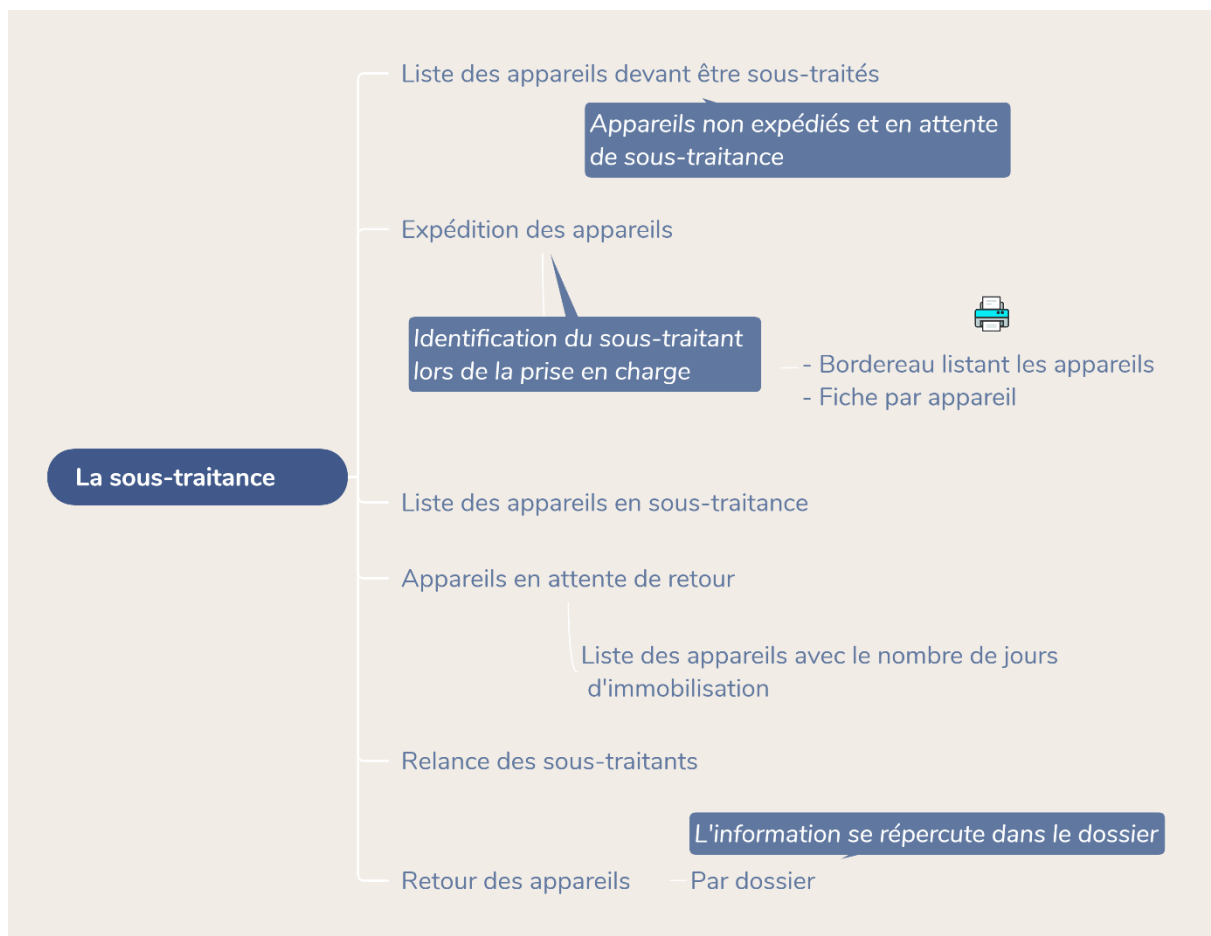 Liste des appareils devant être sous-traités
Appareils non expédiés et en attente
de sous-traitance
Expédition des appareils
Identification du sous-traitant
lors de la prise en charge
- Bordereau listant les appareils
- Fiche par appareil
La sous-traitance
Liste des appareils en sous-traitance
Appareils en attente de retour
Liste des appareils avec le nombre de jours
d'immobilisation
Relance des sous-traitants
L'information se répercute dans le dossier
Retour des appareils
Par dossier